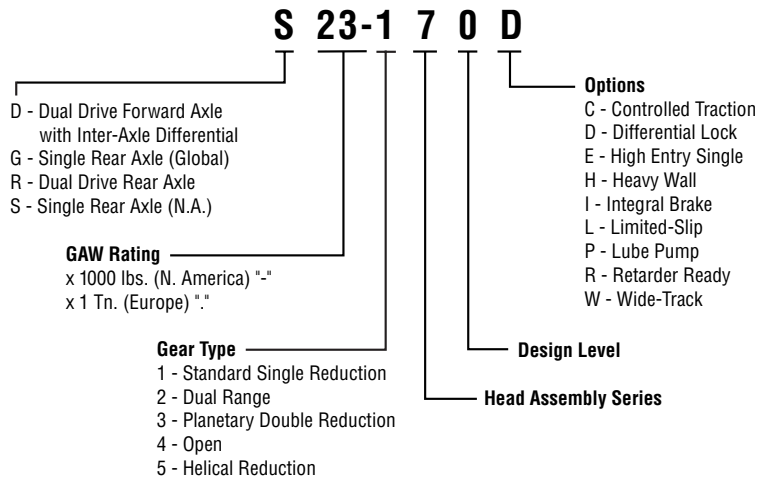 S 23-1 7 0 D
D - Dual Drive Forward Axle
with Inter-Axle Differential
G - Single Rear Axle (Global)
R - Dual Drive Rear Axle
S - Single Rear Axle (N.A.)
GAW Rating
x 1000 lbs. (N. America) "-"
x 1 Tn. (Europe) "."
Gear Type
1 - Standard Single Reduction
2 - Dual Range
3 - Planetary Double Reduction
4 - Open
5 - Helical Reduction
Options
C - Controlled Traction
D - Differential Lock
E - High Entry Single
H - Heavy Wall
I - Integral Brake
L - Limited-Slip
P - Lube Pump
R - Retarder Ready
W - Wide-Track
Design Level
Head Assembly Series